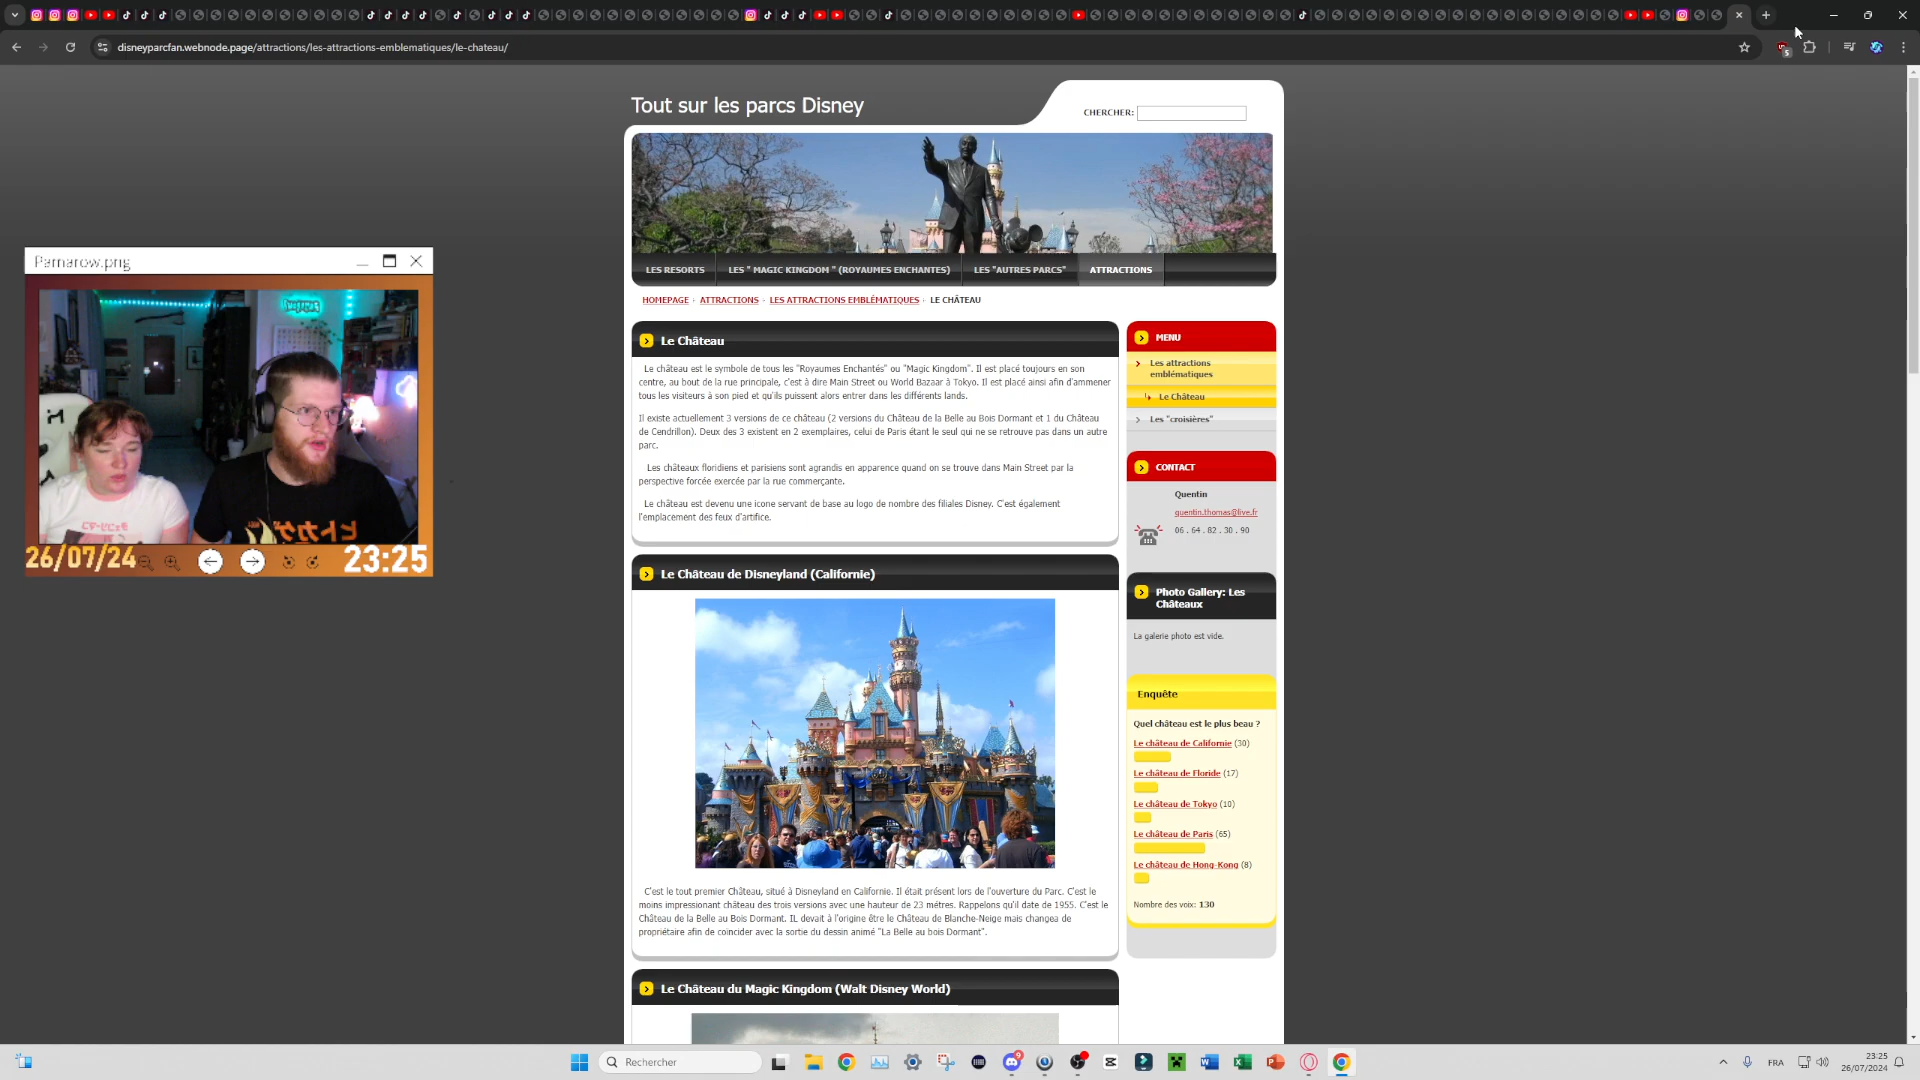 disneyparcfan.webnode.page/attractions/les-attractions-emblematiques/le-chateau/
5
Tout sur les parcs Disney
CHERCHER:
LES RESORTS
LES " MAGIC KINGDOM " (ROYAUMES ENCHANTES)
LES "AUTRES PARCS"
ATTRACTIONS
HOMEPAGE › ATTRACTIONS › LES ATTRACTIONS EMBLÉMATIQUES › LE CHÂTEAU
Le Château
Le château est le symbole de tous les "Royaumes Enchantés" ou "Magic Kingdom". Il est placé toujours en son
centre, au bout de la rue principale, c'est à dire Main Street ou World Bazaar à Tokyo. Il est placé ainsi afin d'ammener
tous les visiteurs à son pied et qu'ils puissent alors entrer dans les différents lands.
Il existe actuellement 3 versions de ce château (2 versions du Château de la Belle au Bois Dormant et 1 du Château
de Cendrillon). Deux des 3 existent en 2 exemplaires, celui de Paris étant le seul qui ne se retrouve pas dans un autre
parc.
Les châteaux floridiens et parisiens sont agrandis en apparence quand on se trouve dans Main Street par la
perspective forcée exercée par la rue commerçante.
Le château est devenu une icone servant de base au logo de nombre des filiales Disney. C'est également
l'emplacement des feux d'artifice.
Le Château de Disneyland (Californie)
C'est le tout premier Château, situé à Disneyland en Californie. Il était présent lors de l'ouverture du Parc. C'est le
moins impressionant château des trois versions avec une hauteur de 23 métres. Rappelons qu'il date de 1955. C'est le
Château de la Belle au Bois Dormant. IL devait à l'origine être le Château de Blanche-Neige mais changea de
propriétaire afin de coincider avec la sortie du dessin animé "La Belle au bois Dormant".
Le Château du Magic Kingdom (Walt Disney World)
MENU
Les attractions
emblématiques
Le Château
Les "croisières"
CONTACT
Quentin
quentin.thomas@live.fr
06.64.82.30.90
Photo Gallery: Les
Châteaux
La galerie photo est vide.
Enquête
Quel château est le plus beau ?
Le château de Californie (30)
Le château de Floride (17)
Le château de Tokyo (10)
Le château de Paris (65)
Le château de Hong-Kong (8)
Nombre des voix: 130
Pamarow.png
26/07/24
23:25
Rechercher
9
FRA
23:25
26/07/2024